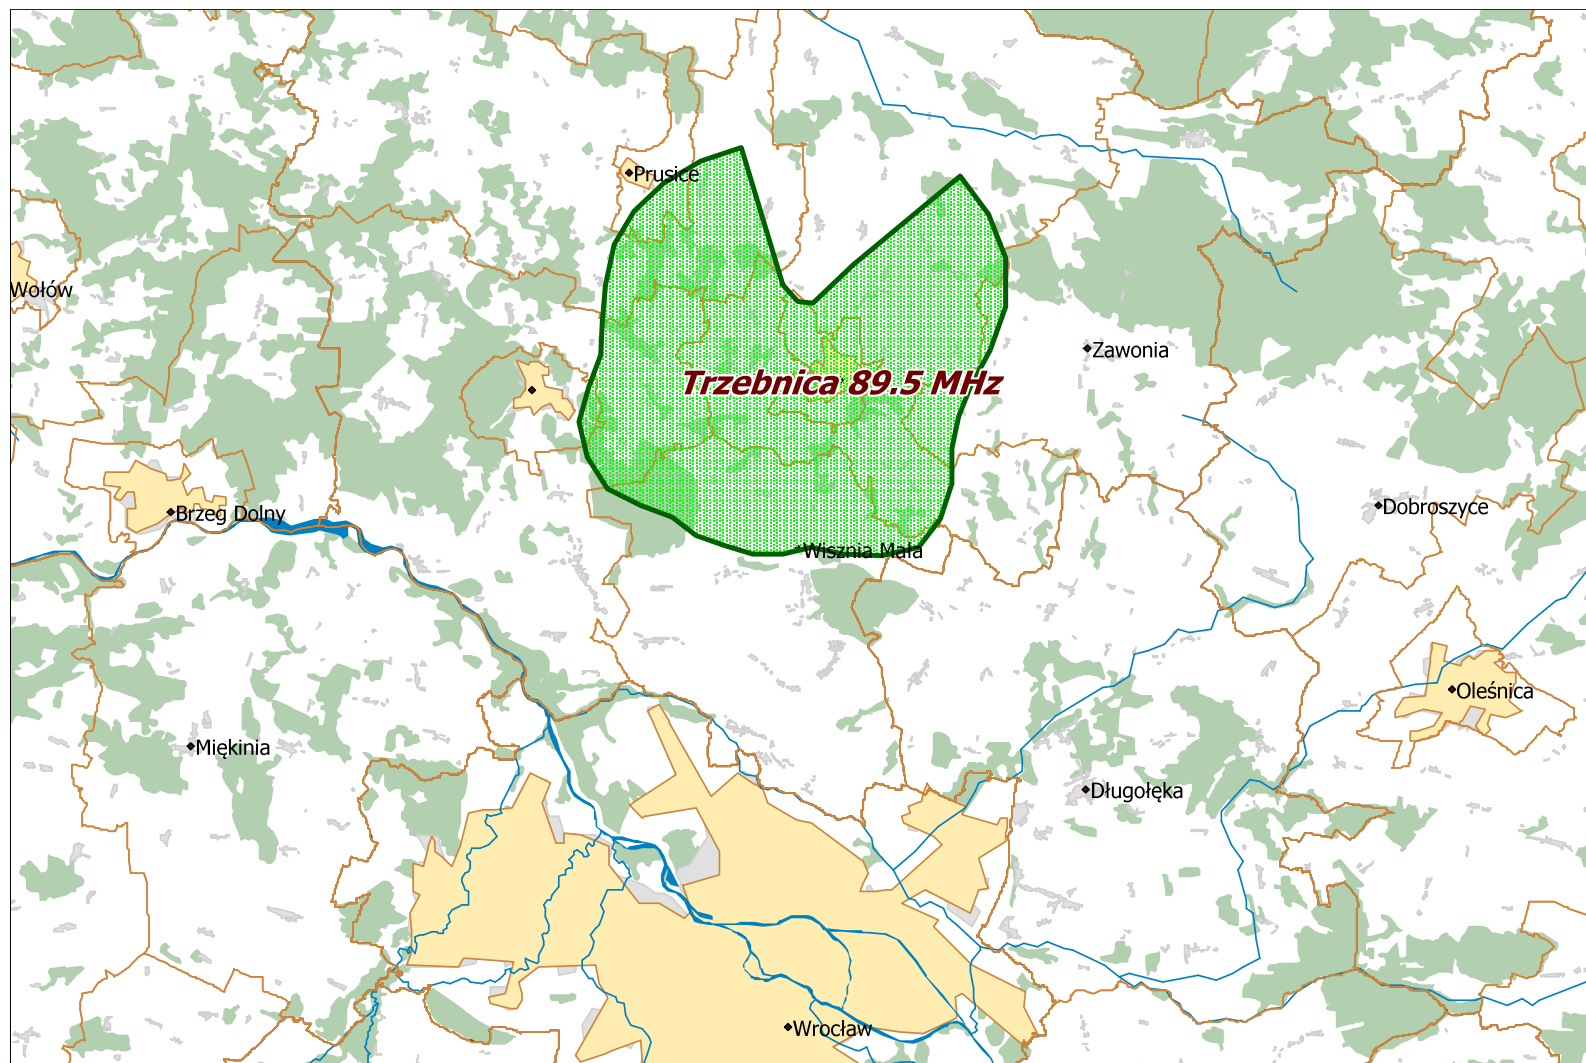 Prusice
Wołów
Zawonia
Trzebnica 89.5 MHz
Dobroszyce
Brzeg Dolny
Wisznia Mała
Oleśnica
Miękinia
Długołęka
Wrocław